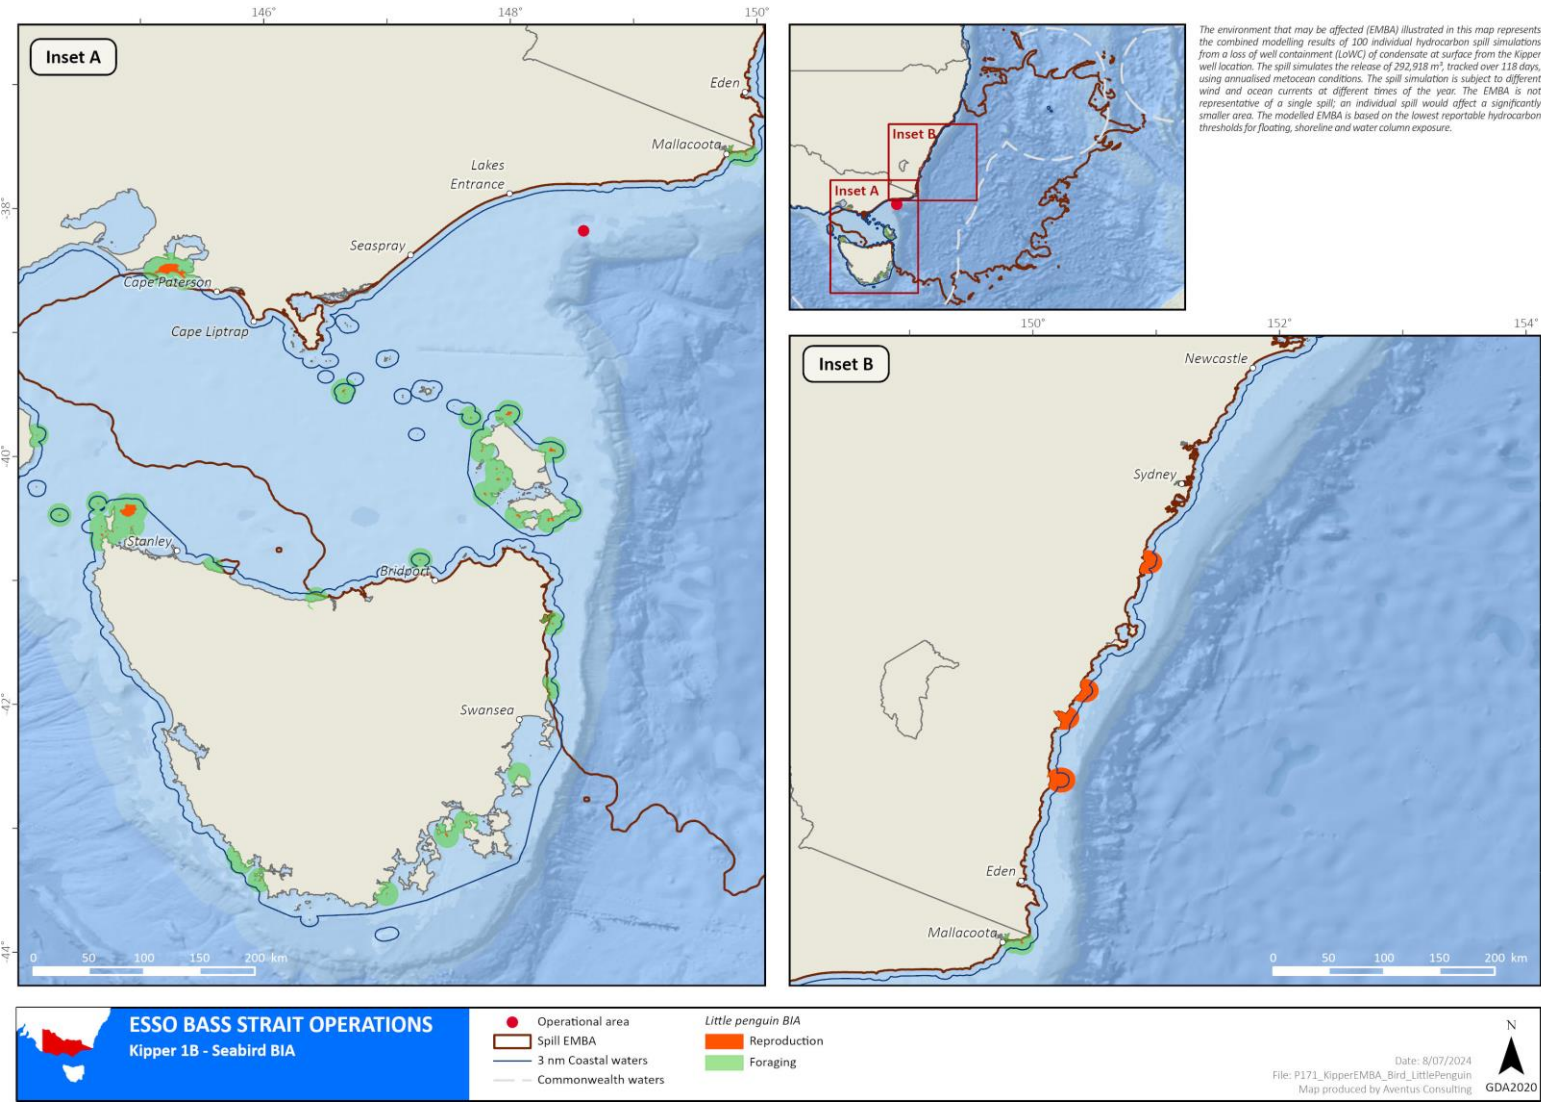 146°
148°
150°
Inset A
Eden
Mallacoota
Lakes
Entrance
-38°
Seaspray
Cape Paterson
Cape Liptrap
-40°
Stanley
Bridport
-42°
Swansea
-44°
0 50 100 150 200 km
Inset B
Inset A
The environment that may be affected (EMBA) illustrated in this map represents
the combined modelling results of 100 individual hydrocarbon spill simulations
from a loss of well containment (LoWC) of condensate at surface from the Kipper
well location. The spill simulates the release of 292,918 m³, tracked over 118 days,
using annualised metocean conditions. The spill simulation is subject to different
wind and ocean currents at different times of the year. The EMBA is not
representative of a single spill; an individual spill would affect a significantly
smaller area. The modelled EMBA is based on the lowest reportable hydrocarbon
thresholds for floating, shoreline and water column exposure.
150°
152°
154°
Inset B
Newcastle
Sydney
Eden
Mallacoota
0 50 100 150 200 km
ESSO BASS STRAIT OPERATIONS
Kipper 1B - Seabird BIA
Operational area
Spill EMBA
3 nm Coastal waters
Commonwealth waters
Little penguin BIA
Reproduction
Foraging
Date: 8/07/2024
File: P171_KipperEMBA_Bird_LittlePenguin
Map produced by Aventus Consulting
N
GDA2020